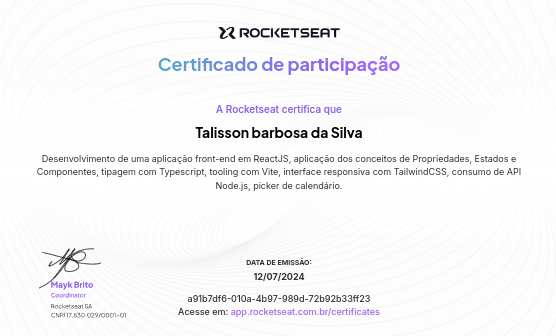 ROCKETSEAT
Certificado de participação
A Rocketseat certifica que
Talisson barbosa da Silva
Desenvolvimento de uma aplicação front-end em ReactJS, aplicação dos conceitos de Propriedades, Estados e
Componentes, tipagem com Typescript, tooling com Vite, interface responsiva com TailwindCSS, consumo de API
Node.js, picker de calendário.
Mayk Brito
Coordinator
Rocketseat SA
CNPJ17.630.029/0001-01
DATA DE EMISSÃO:
12/07/2024
a91b7df6-010a-4b97-989d-72b92b33ff23
Acesse em: app.rocketseat.com.br/certificates